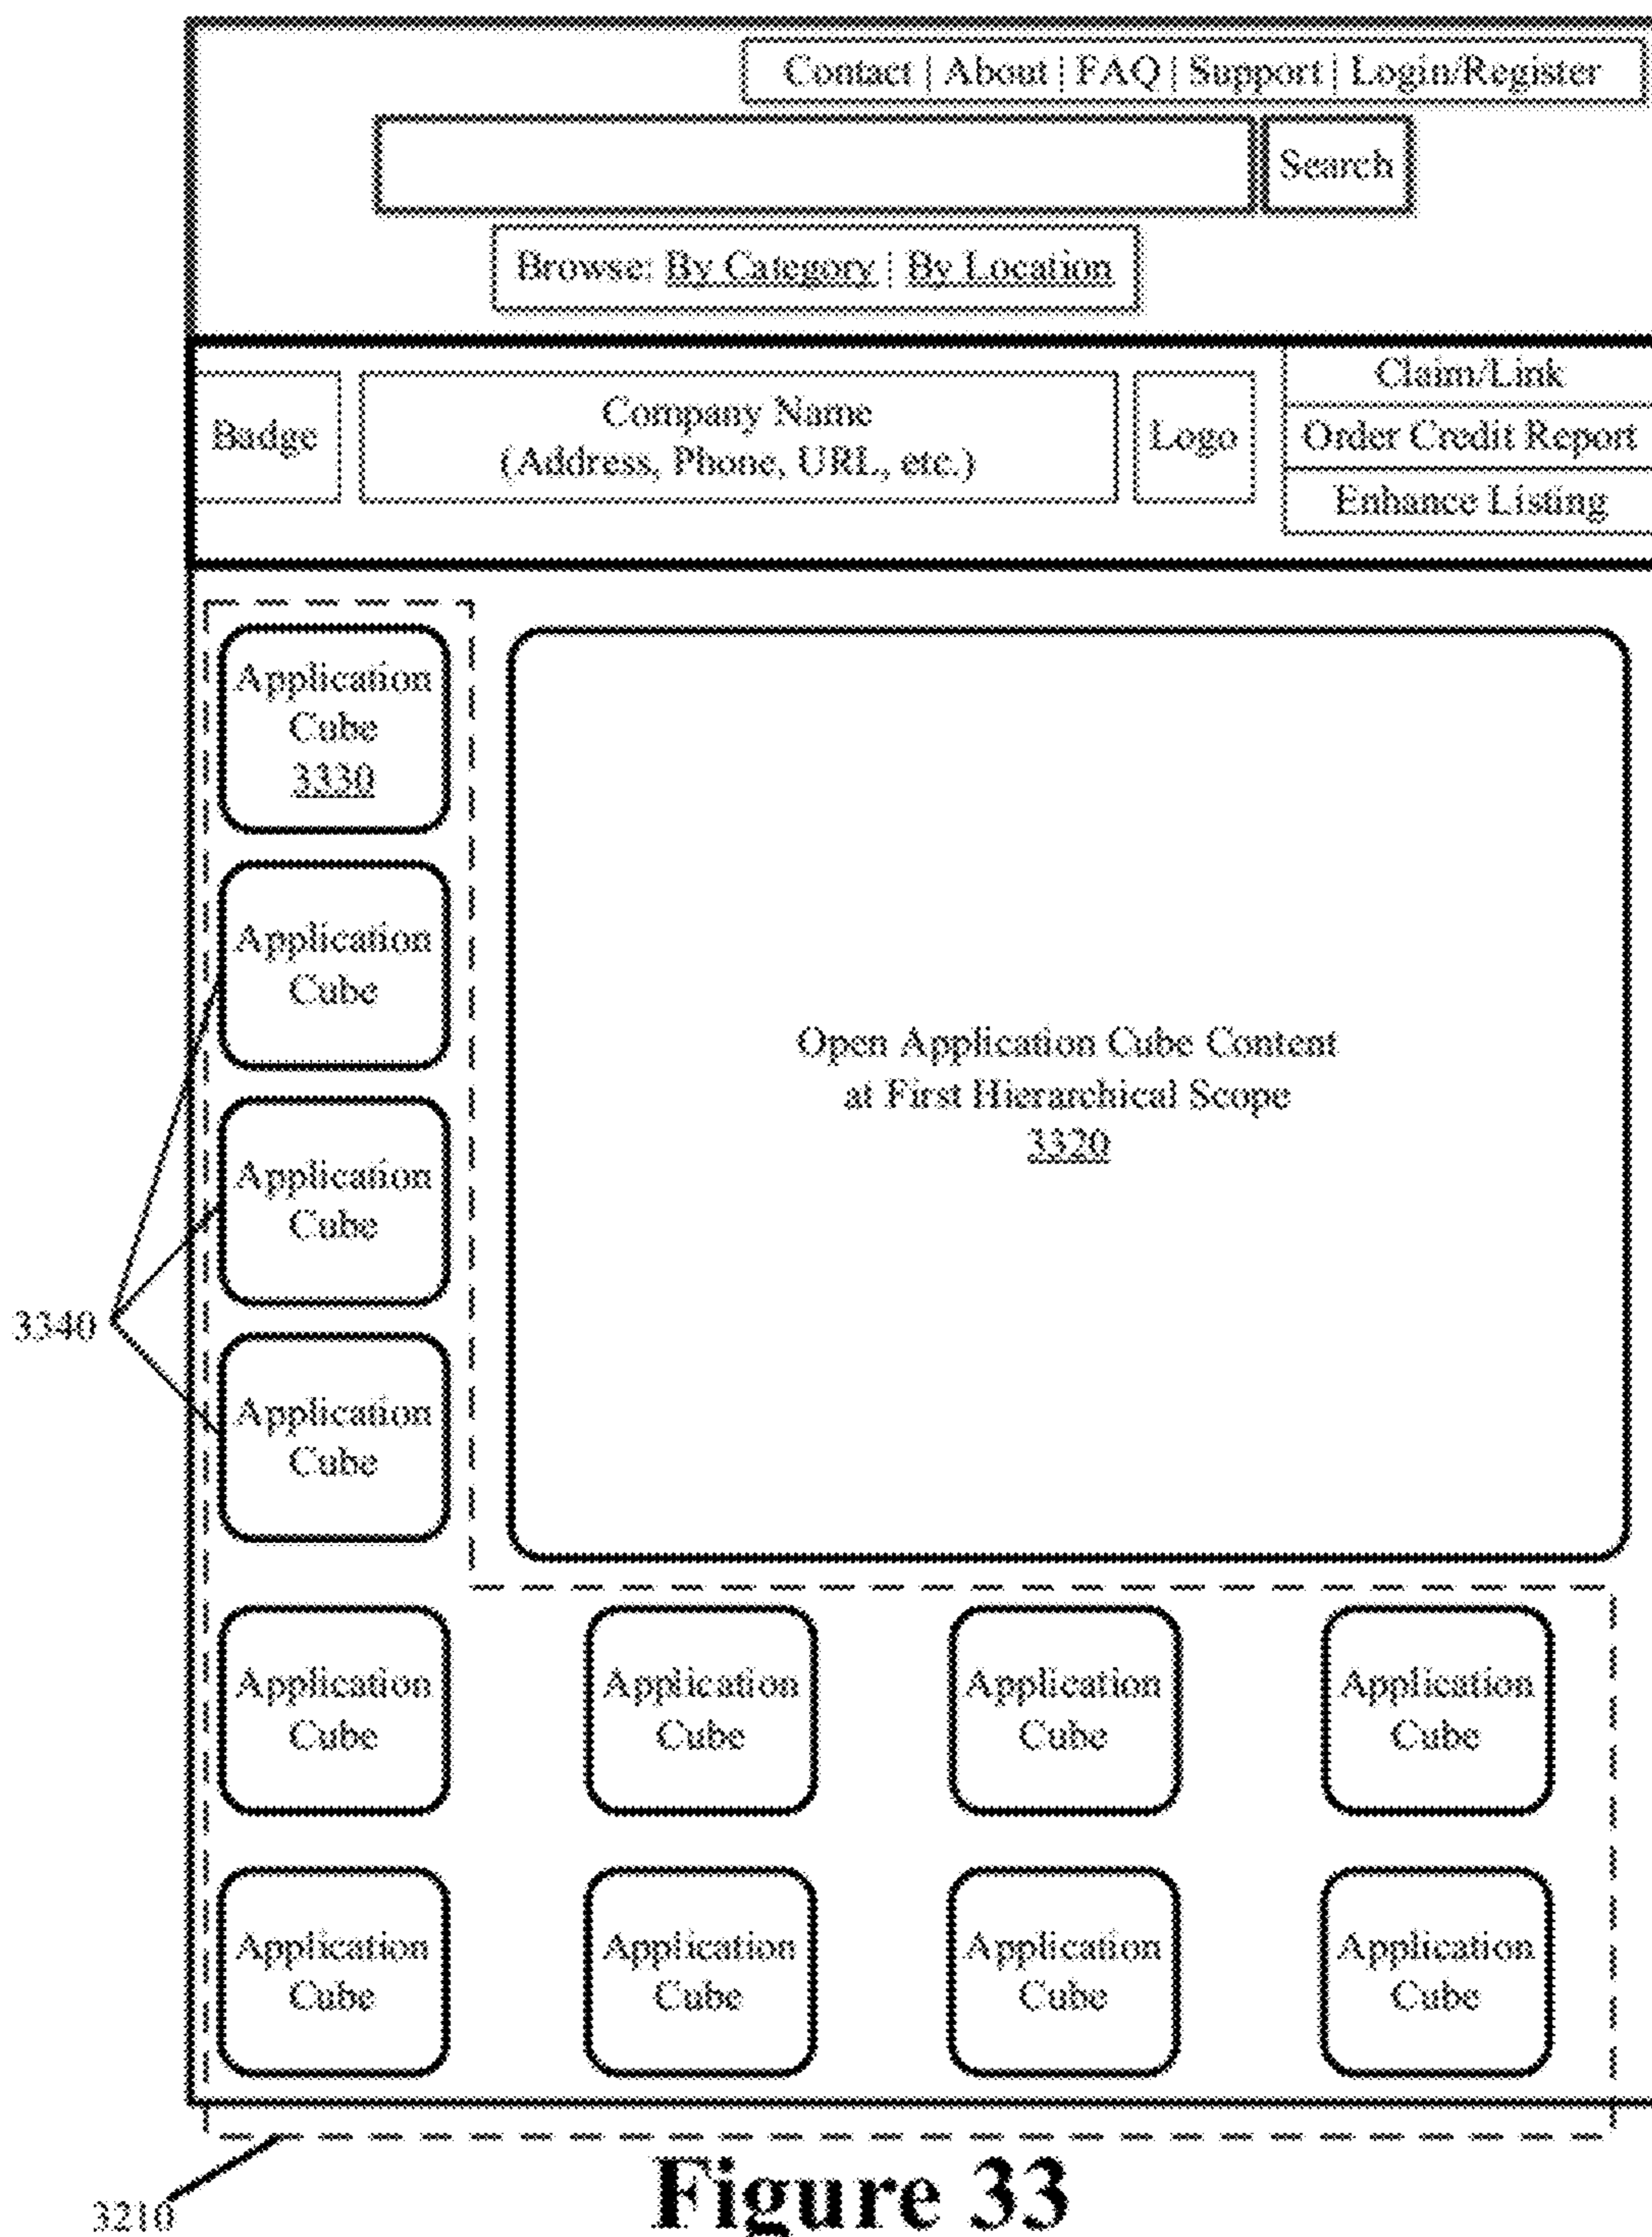 Contact | About | FAQ | Support | Login/Register
Search
Browse: By Category | By Location
Badge
Company Name
(Address, Phone, URL, etc.)
Logo
Claim/Link
Order Credit Report
Enhance Listing
Application
Cube
3330
Application
Cube
Application
Cube
Application
Cube
3340
Open Application Cube Content
at First Hierarchical Scope
3320
Application
Cube
Application
Cube
Application
Cube
Application
Cube
Application
Cube
Application
Cube
Application
Cube
Application
Cube
3210
Figure 33